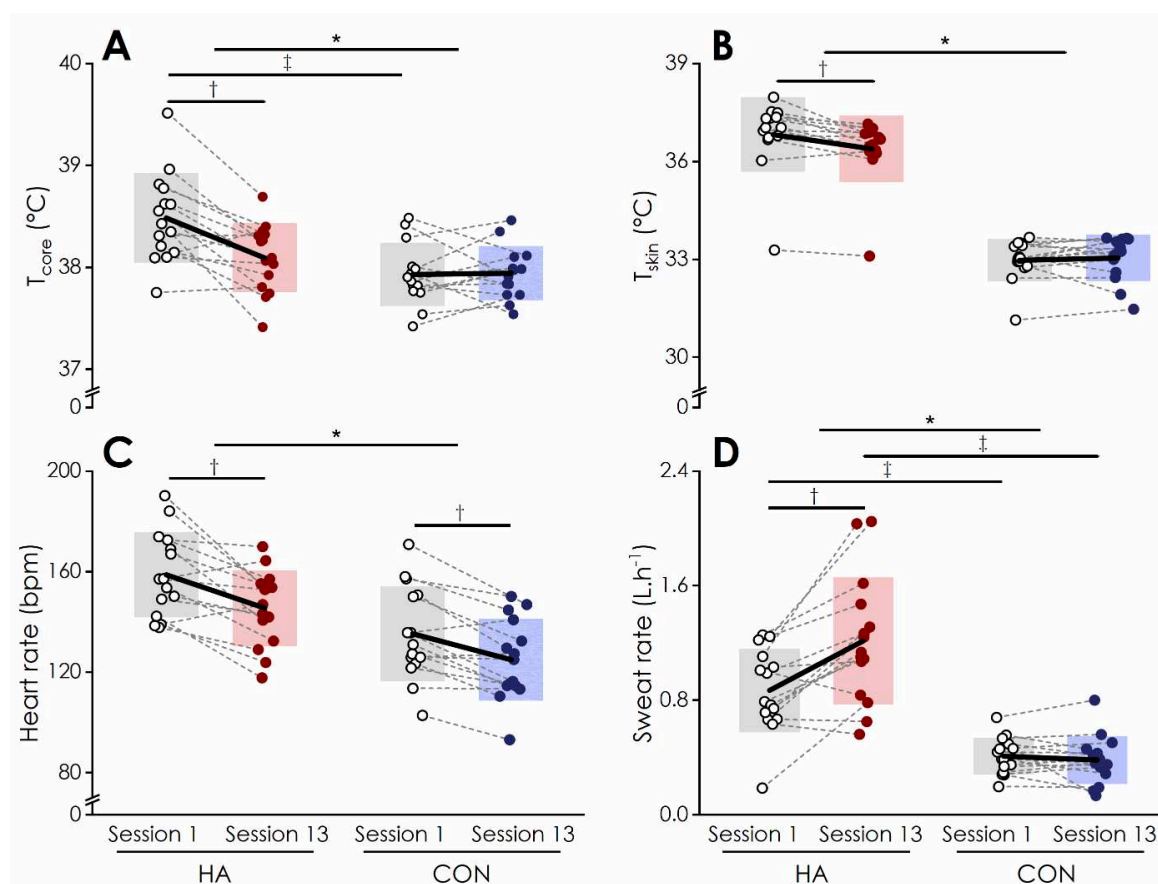 A
*
‡
†
40
39
38
37
0
T core (°C)
B
*
†
39
36
33
30
0
T skin (°C)
C
*
†
†
200
160
120
80
0
Heart rate (bpm)
Session 1 Session 13 Session 1 Session 13
HA CON
D
*
‡
‡
†
2.4
1.6
0.8
0.0
Sweat rate (L.h⁻¹)
Session 1 Session 13 Session 1 Session 13
HA CON